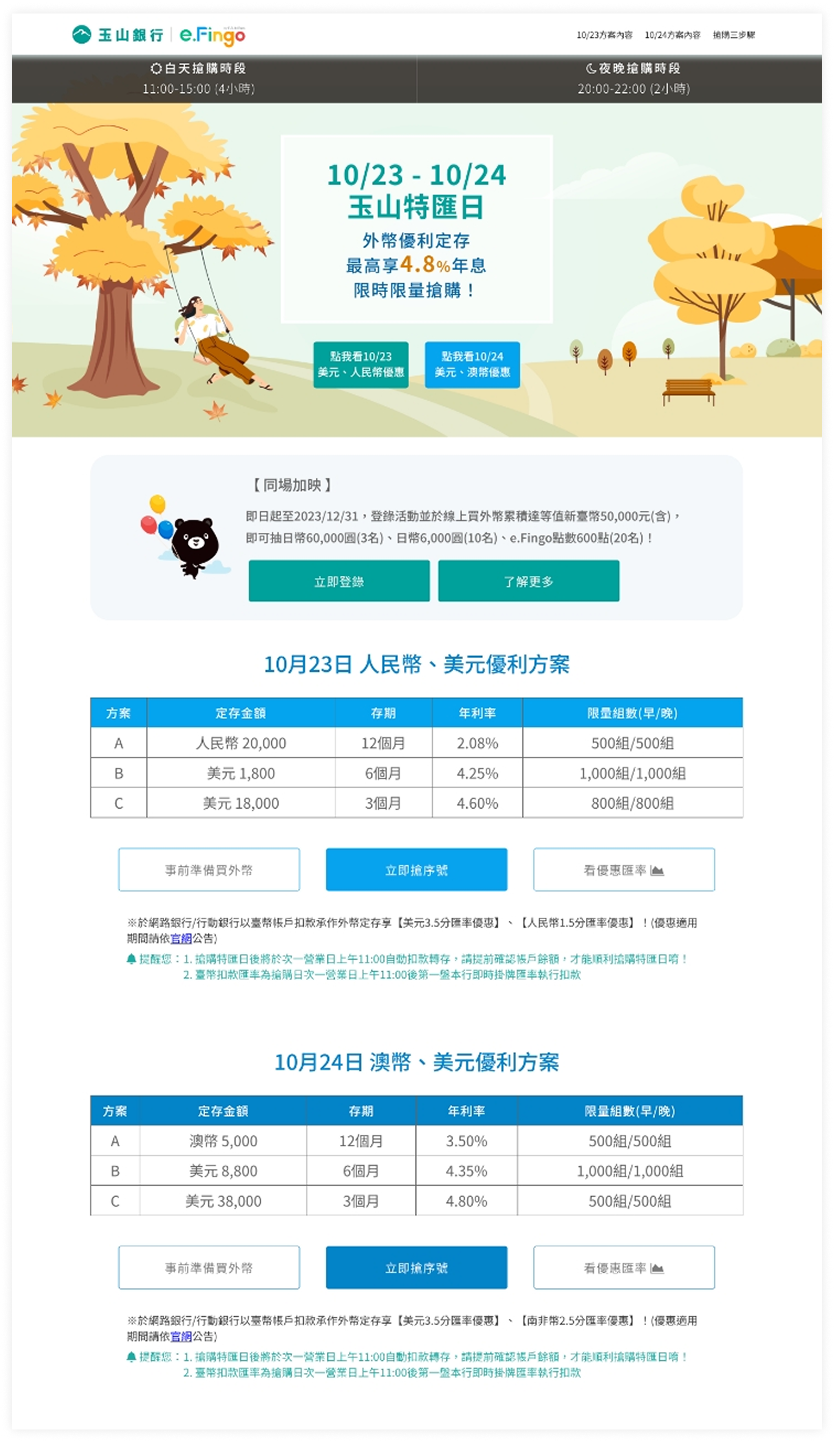 玉山銀行 e.Fingo
10/23方案內容 10/24方案內容 搶購三步驟
白天搶購時段
11:00-15:00 (4小時)
夜晚搶購時段
20:00-22:00 (2小時)
10/23 - 10/24
玉山特匯日
外幣優利定存
最高享4.8%年息
限時限量搶購！
點我看10/23
美元、人民幣優惠
點我看10/24
美元、澳幣優惠
【 同場加映 】
即日起至2023/12/31，登錄活動並於線上買外幣累積達等值新臺幣50,000元(含)，
即可抽日幣60,000圓(3名)、日幣6,000圓(10名)、e.Fingo點數600點(20名)！
立即登錄 了解更多
10月23日 人民幣、美元優利方案
方案 定存金額 存期 年利率 限量組數(早/晚)
A 人民幣 20,000 12個月 2.08% 500組/500組
B 美元 1,800 6個月 4.25% 1,000組/1,000組
C 美元 18,000 3個月 4.60% 800組/800組
事前準備買外幣 立即搶序號 看優惠匯率
※於網路銀行/行動銀行以臺幣帳戶扣款承作外幣定存享【美元3.5分匯率優惠】、【人民幣1.5分匯率優惠】！(優惠適用
期間請依官網公告)
提醒您：1. 搶購特匯日後將於次一營業日上午11:00自動扣款轉存，請提前確認帳戶餘額，才能順利搶購特匯日唷！
2. 臺幣扣款匯率為搶購日次一營業日上午11:00後第一盤本行即時掛牌匯率執行扣款
10月24日 澳幣、美元優利方案
方案 定存金額 存期 年利率 限量組數(早/晚)
A 澳幣 5,000 12個月 3.50% 500組/500組
B 美元 8,800 6個月 4.35% 1,000組/1,000組
C 美元 38,000 3個月 4.80% 500組/500組
事前準備買外幣 立即搶序號 看優惠匯率
※於網路銀行/行動銀行以臺幣帳戶扣款承作外幣定存享【美元3.5分匯率優惠】、【南非幣2.5分匯率優惠】！(優惠適用
期間請依官網公告)
提醒您：1. 搶購特匯日後將於次一營業日上午11:00自動扣款轉存，請提前確認帳戶餘額，才能順利搶購特匯日唷！
2. 臺幣扣款匯率為搶購日次一營業日上午11:00後第一盤本行即時掛牌匯率執行扣款